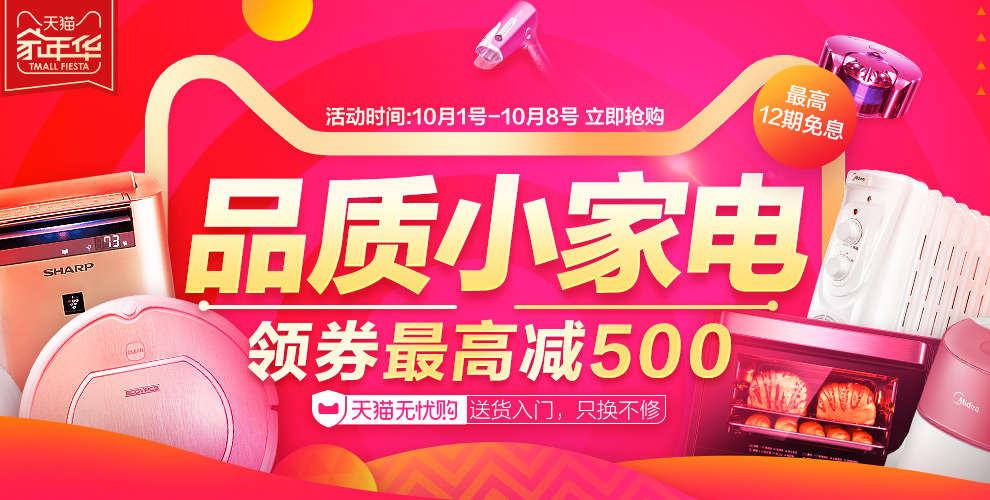 天猫
家年华
TMALL FIESTA
活动时间:10月1号-10月8号 立即抢购
最高
12期免息
品质小家电
领券最高减500
天猫无忧购 送货入门，只换不修
73
SHARP
CLEAN
ECOVACS
Midea
Midea